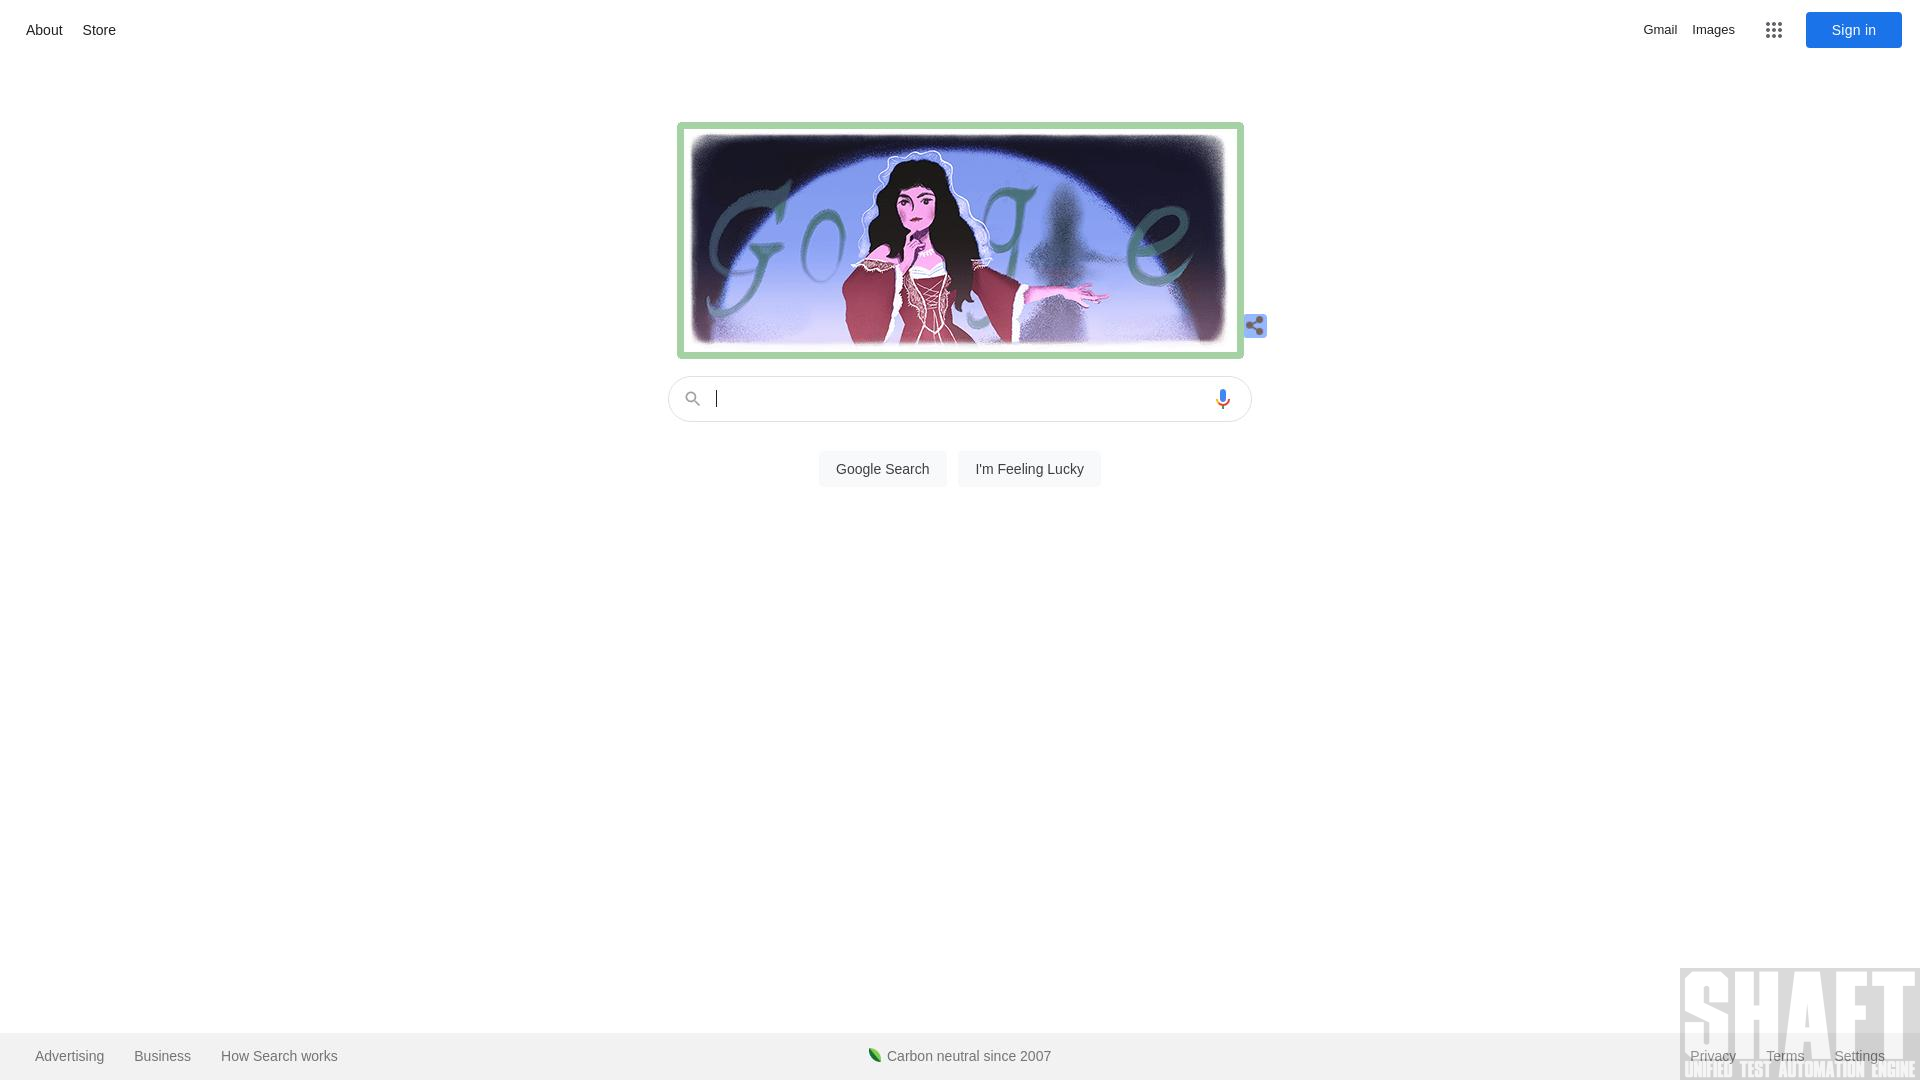 About Store
Gmail Images Sign in
Google
Google Search I'm Feeling Lucky
Advertising Business How Search works
Carbon neutral since 2007
Privacy Terms Settings
SHAFT
UNIFIED TEST AUTOMATION ENGINE